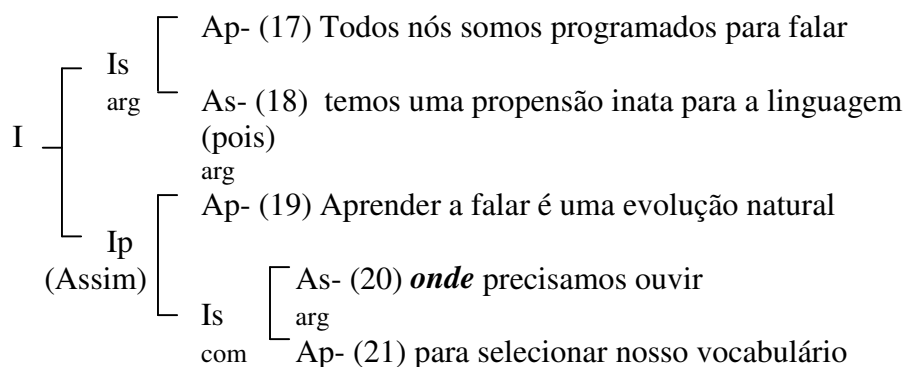 Ap- (17) Todos nós somos programados para falar
Is
arg
As- (18) temos uma propensão inata para a linguagem
(pois)
arg
I
Ap- (19) Aprender a falar é uma evolução natural
Ip
(Assim)
As- (20) onde precisamos ouvir
arg
Is
com
Ap- (21) para selecionar nosso vocabulário